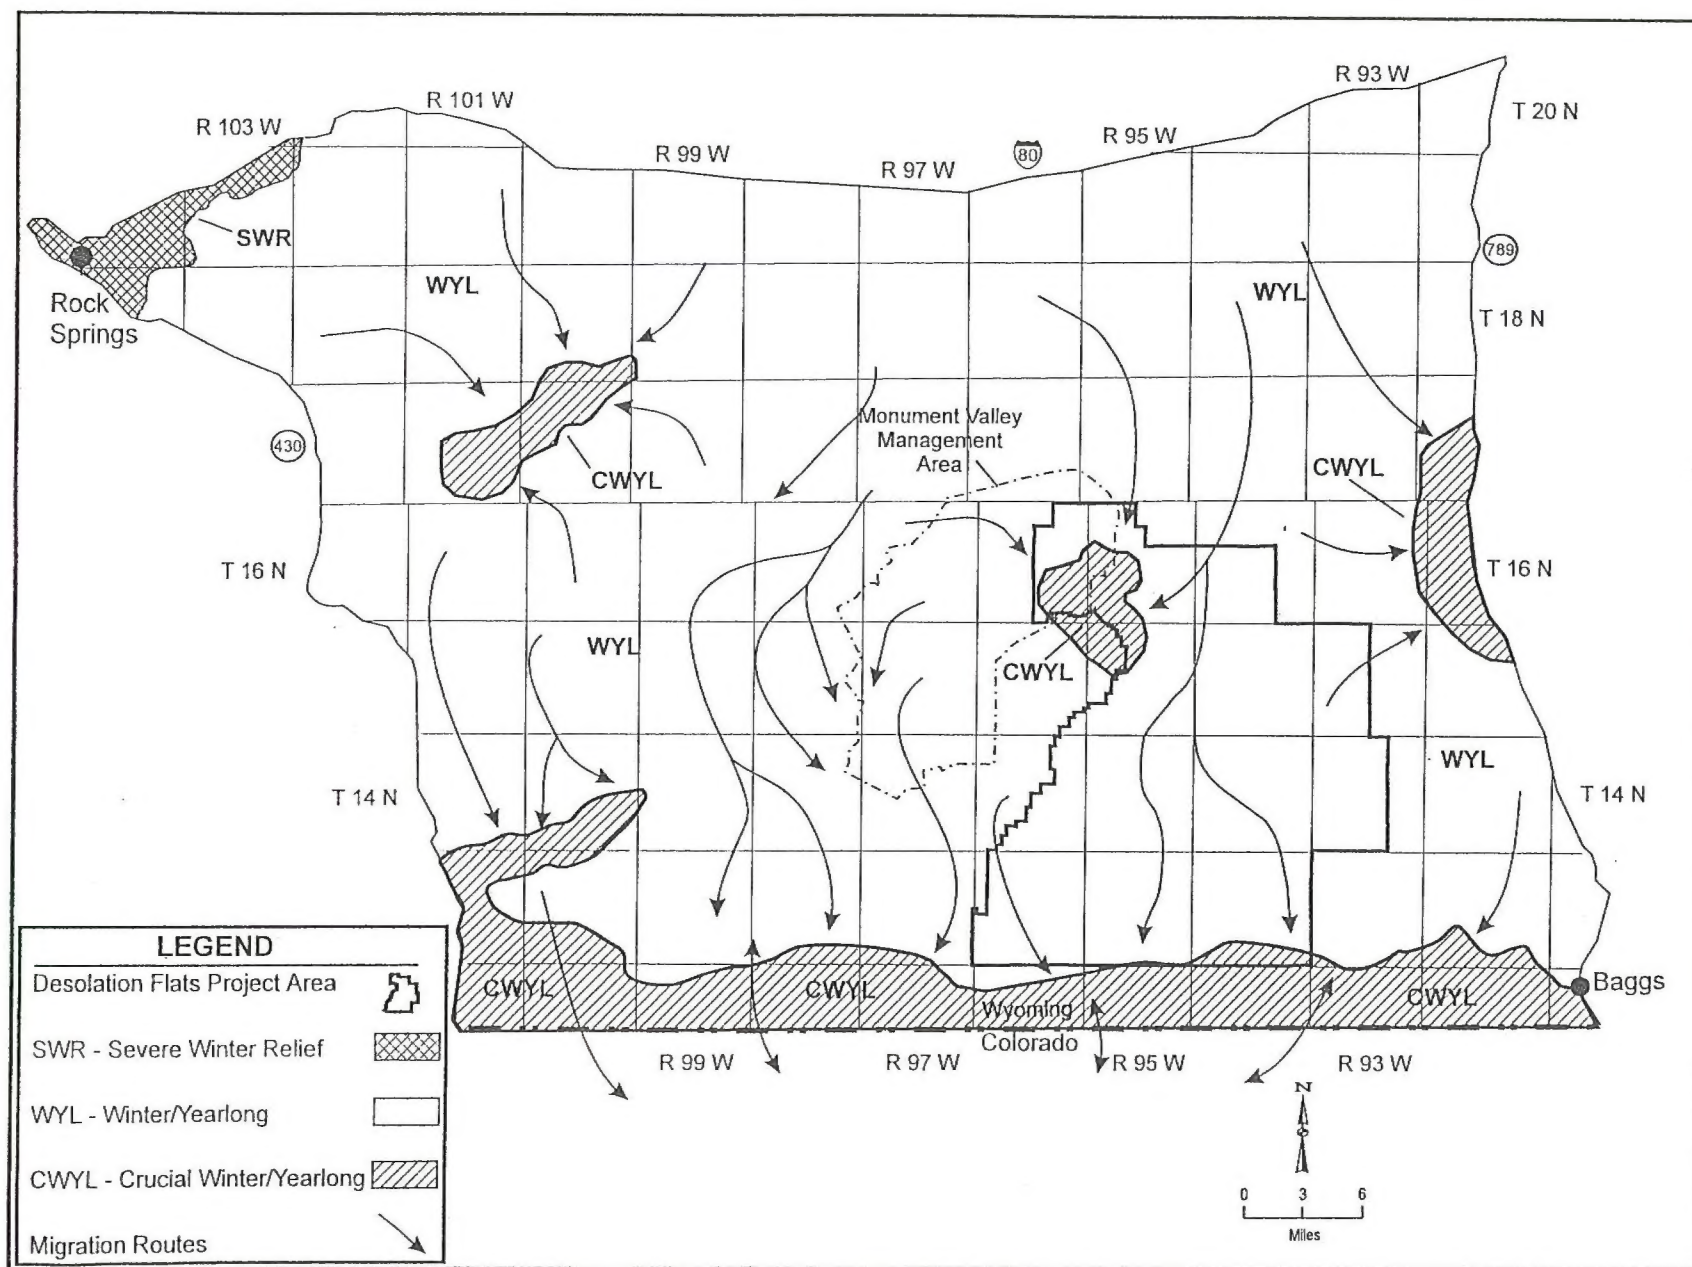 R 93 W
R 101 W
T 20 N
R 103 W
R 95 W
R 99 W
80
R 97 W
SWR
789
WYL
WYL
Rock
Springs
T 18 N
Monument Valley
Management
Area
430
CWYL
CWYL
T 16 N
T 16 N
WYL
CWYL
WYL
T 14 N
T 14 N
LEGEND
Desolation Flats Project Area
SWR - Severe Winter Relief
WYL - Winter/Yearlong
CWYL - Crucial Winter/Yearlong
Migration Routes
CWYL
CWYL
CWYL
Baggs
Wyoming
Colorado
R 99 W
R 97 W
R 95 W
R 93 W
N
0 3 6
Miles